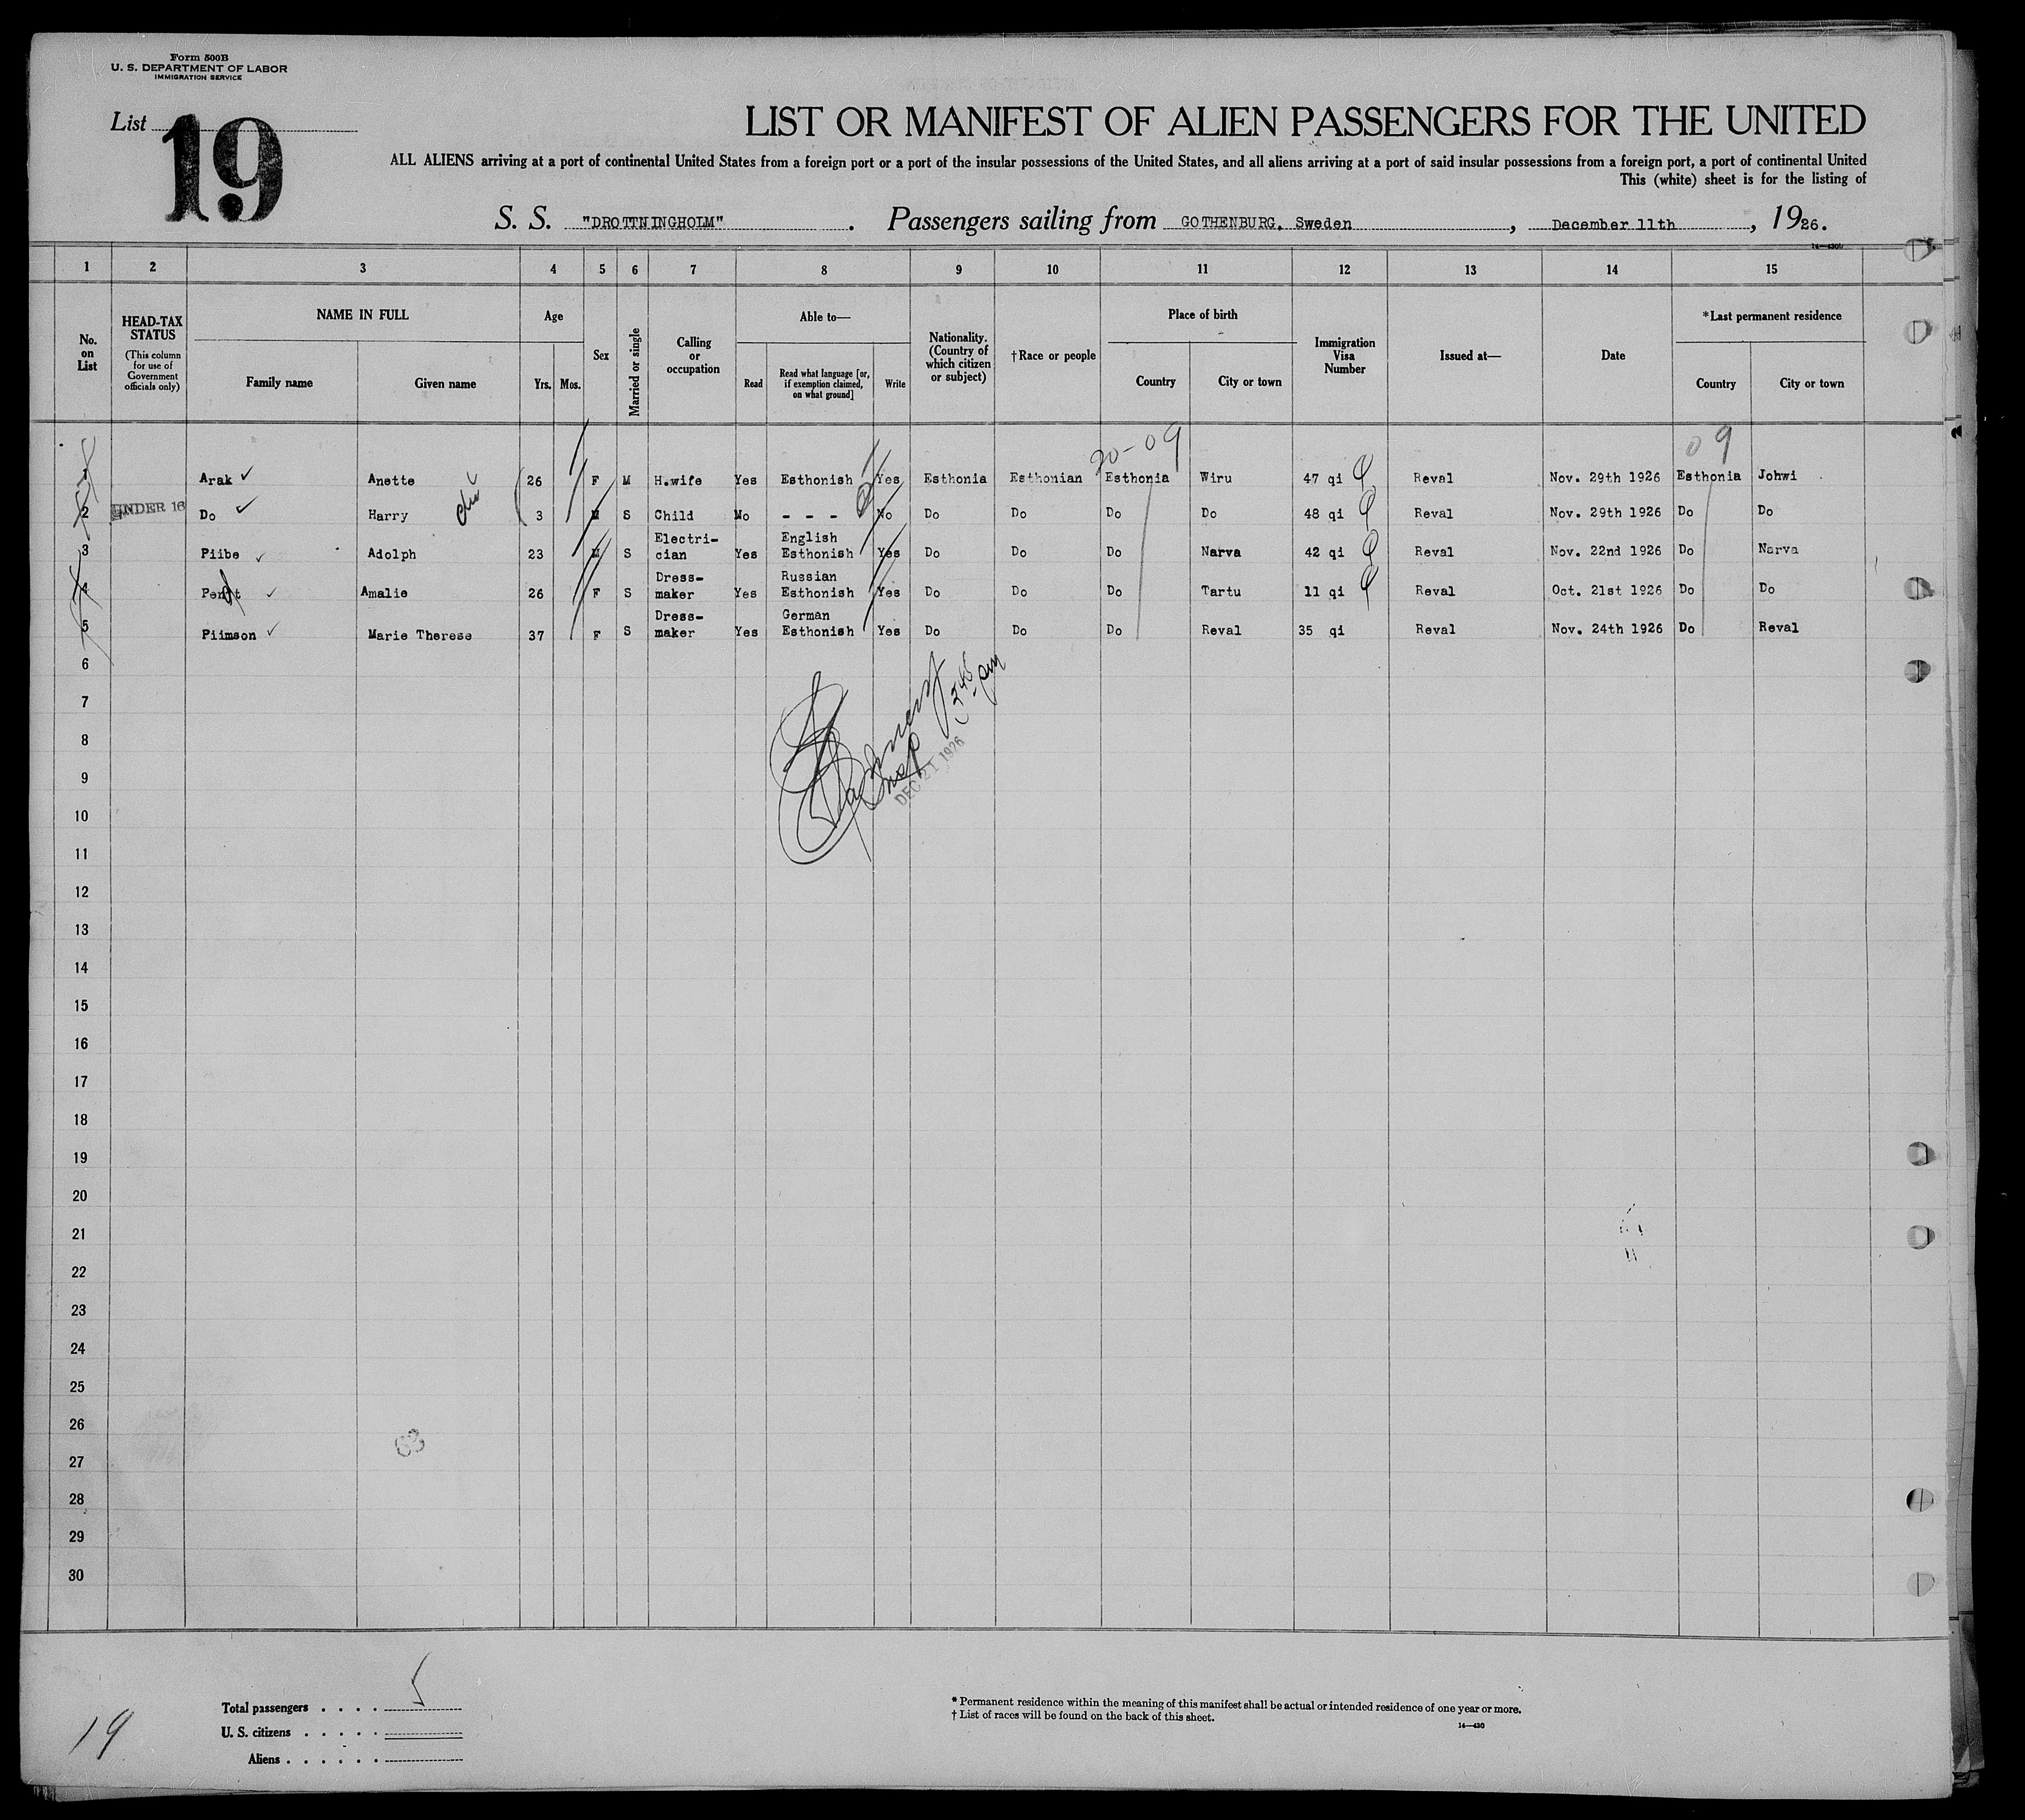 Form 500B
U. S. DEPARTMENT OF LABOR
IMMIGRATION SERVICE
List 19
LIST OR MANIFEST OF ALIEN PASSENGERS FOR THE UNITED
ALL ALIENS arriving at a port of continental United States from a foreign port or a port of the insular possessions of the United States, and all aliens arriving at a port of said insular possessions from a foreign port, a port of continental United
This (white) sheet is for the listing of
S. S. "DROTTNINGHOLM". Passengers sailing from GOTHENBURG, Sweden, December 11th, 1926.
1 2 3 4 5 6 7 8 9 10 11 12 13 14 15
No. on List
HEAD-TAX STATUS
(This column for use of Government officials only)
NAME IN FULL
Family name Given name
Age
Yrs. Mos.
Sex
Married or single
Calling or occupation
Able to—
Read Read what language [or, if exemption claimed, on what ground] Write
Nationality. (Country of which citizen or subject)
†Race or people
Place of birth
Country City or town
Immigration Visa Number
Issued at—
Date
*Last permanent residence
Country City or town
20-09 09
1 Arak Anette 26 F M H.wife Yes Esthonish Yes Esthonia Esthonian Esthonia Wiru 47 qi Reval Nov. 29th 1926 Esthonia Johwi
2 UNDER 16 Do Harry 3 M S Child No - - - No Do Do Do Do 48 qi Reval Nov. 29th 1926 Do Do
3 Piibe Adolph 23 M S Electri-cian Yes English Esthonish Yes Do Do Do Narva 42 qi Reval Nov. 22nd 1926 Do Narva
4 Amalie 26 F S Dress-maker Yes Russian Esthonish Yes Do Do Do Tartu 11 qi Reval Oct. 21st 1926 Do Do
5 Piimson Marie Therese 37 F S Dress-maker Yes German Esthonish Yes Do Do Do Reval 35 qi Reval Nov. 24th 1926 Do Reval
6
7
8
Insp
DEC 21 1926
9
10
11
12
13
14
15
16
17
18
19
20
21
22
23
24
25
26
63
27
28
29
30
Total passengers . . . . 5
U. S. citizens . . . . .
Aliens . . . . . .
19
* Permanent residence within the meaning of this manifest shall be actual or intended residence of one year or more.
† List of races will be found on the back of this sheet.
14—430